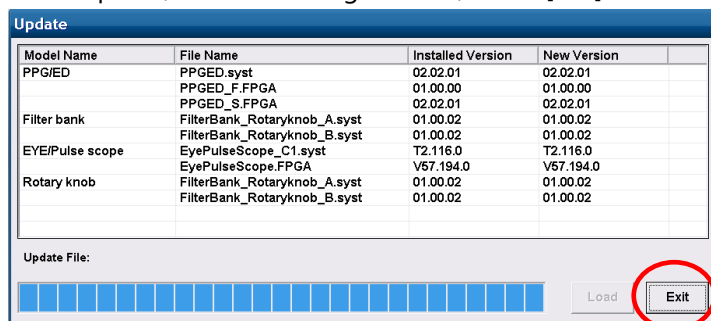 Update
Model Name File Name Installed Version New Version
PPG/ED PPGED.syst 02.02.01 02.02.01
PPGED_F.FPGA 01.00.00 01.00.00
PPGED_S.FPGA 02.02.01 02.02.01
Filter bank FilterBank_Rotaryknob_A.syst 01.00.02 01.00.02
FilterBank_Rotaryknob_B.syst 01.00.02 01.00.02
EYE/Pulse scope EyePulseScope_C1.syst T2.116.0 T2.116.0
EyePulseScope.FPGA V57.194.0 V57.194.0
Rotary knob FilterBank_Rotaryknob_A.syst 01.00.02 01.00.02
FilterBank_Rotaryknob_B.syst 01.00.02 01.00.02
Update File:
Load Exit